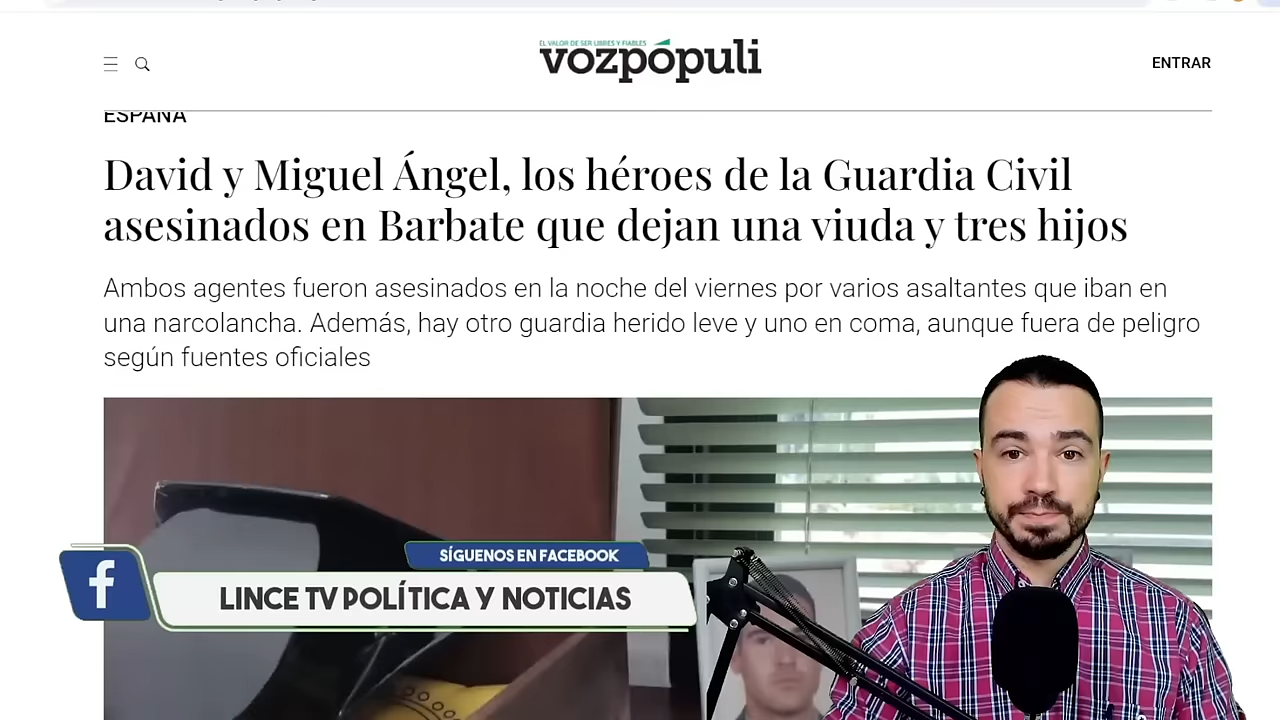 EL VALOR DE SER LIBRES Y FIABLES
vozpópuli
ENTRAR
ESPAÑA
David y Miguel Ángel, los héroes de la Guardia Civil
asesinados en Barbate que dejan una viuda y tres hijos
Ambos agentes fueron asesinados en la noche del viernes por varios asaltantes que iban en
una narcolancha. Además, hay otro guardia herido leve y uno en coma, aunque fuera de peligro
según fuentes oficiales
SÍGUENOS EN FACEBOOK
f
LINCE TV POLÍTICA Y NOTICIAS